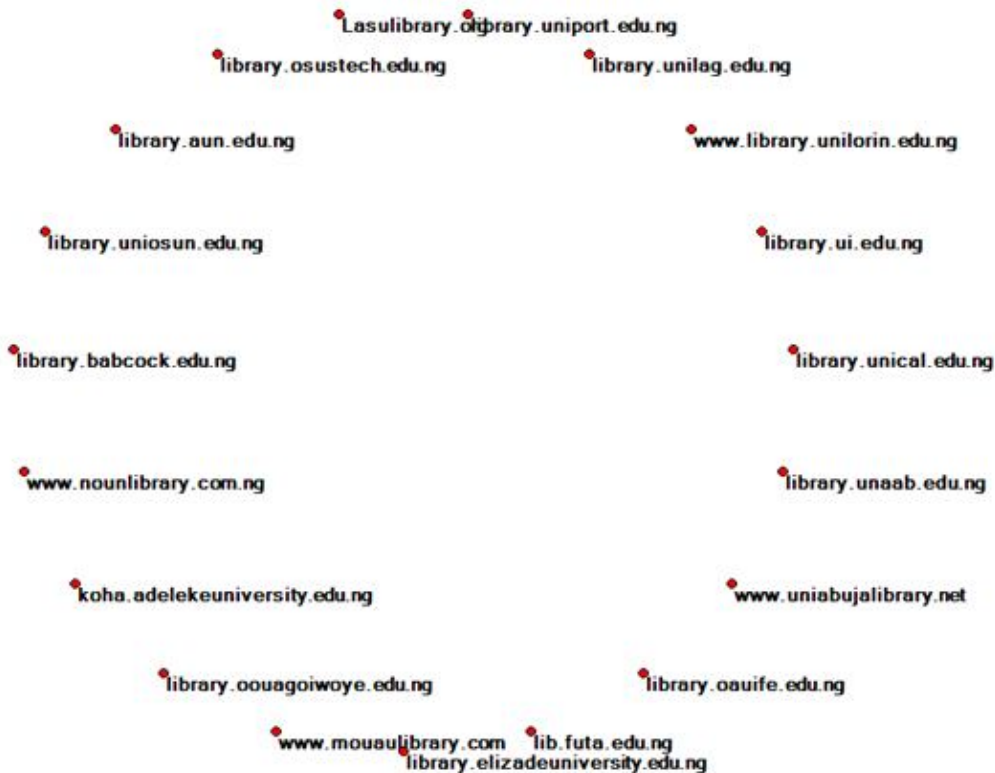 Lasulibrary.org
library.uniport.edu.ng
library.osustech.edu.ng
library.unilag.edu.ng
library.aun.edu.ng
www.library.unilorin.edu.ng
library.uniosun.edu.ng
library.ui.edu.ng
library.babcock.edu.ng
library.unical.edu.ng
www.nounlibrary.com.ng
library.unaab.edu.ng
koha.adelekeuniversity.edu.ng
www.uniabujalibrary.net
library.oouagoiwoye.edu.ng
library.oauife.edu.ng
www.mouaulibrary.com
lib.futa.edu.ng
library.elizadeuniversity.edu.ng